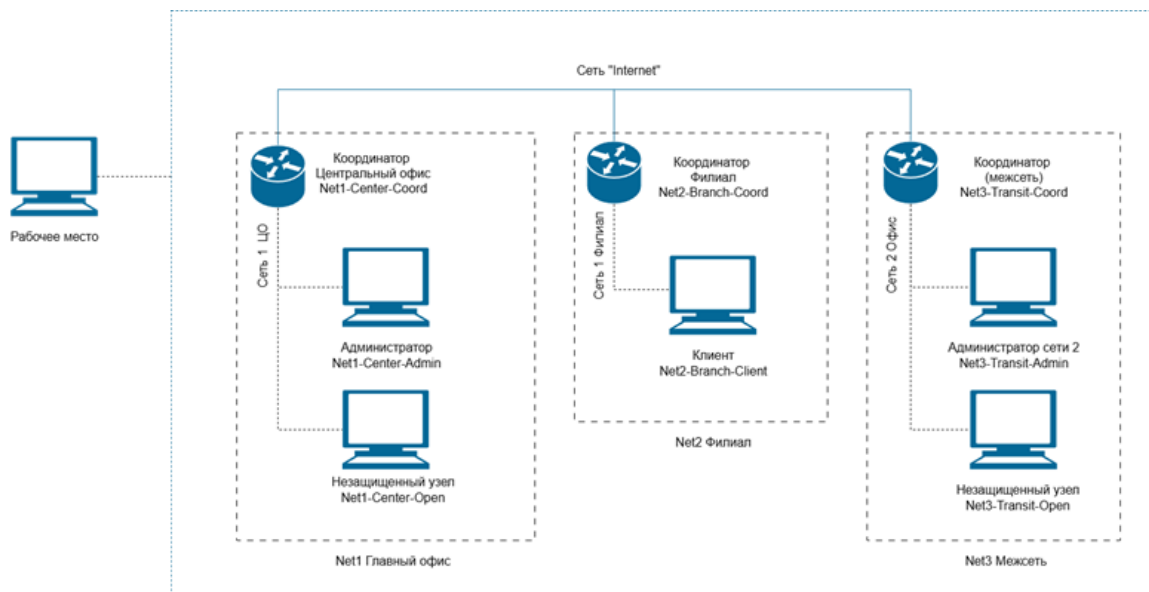 Сеть "Internet"
Рабочее место
Координатор
Центральный офис
Net1-Center-Coord
Сеть 1 ЦО
Администратор
Net1-Center-Admin
Незащищенный узел
Net1-Center-Open
Net1 Главный офис
Координатор
Филиал
Net2-Branch-Coord
Сеть 1 Филиал
Клиент
Net2-Branch-Client
Net2 Филиал
Координатор
(межсеть)
Net3-Transit-Coord
Сеть 2 Офис
Администратор сети 2
Net3-Transit-Admin
Незащищенный узел
Net3-Transit-Open
Net3 Межсеть